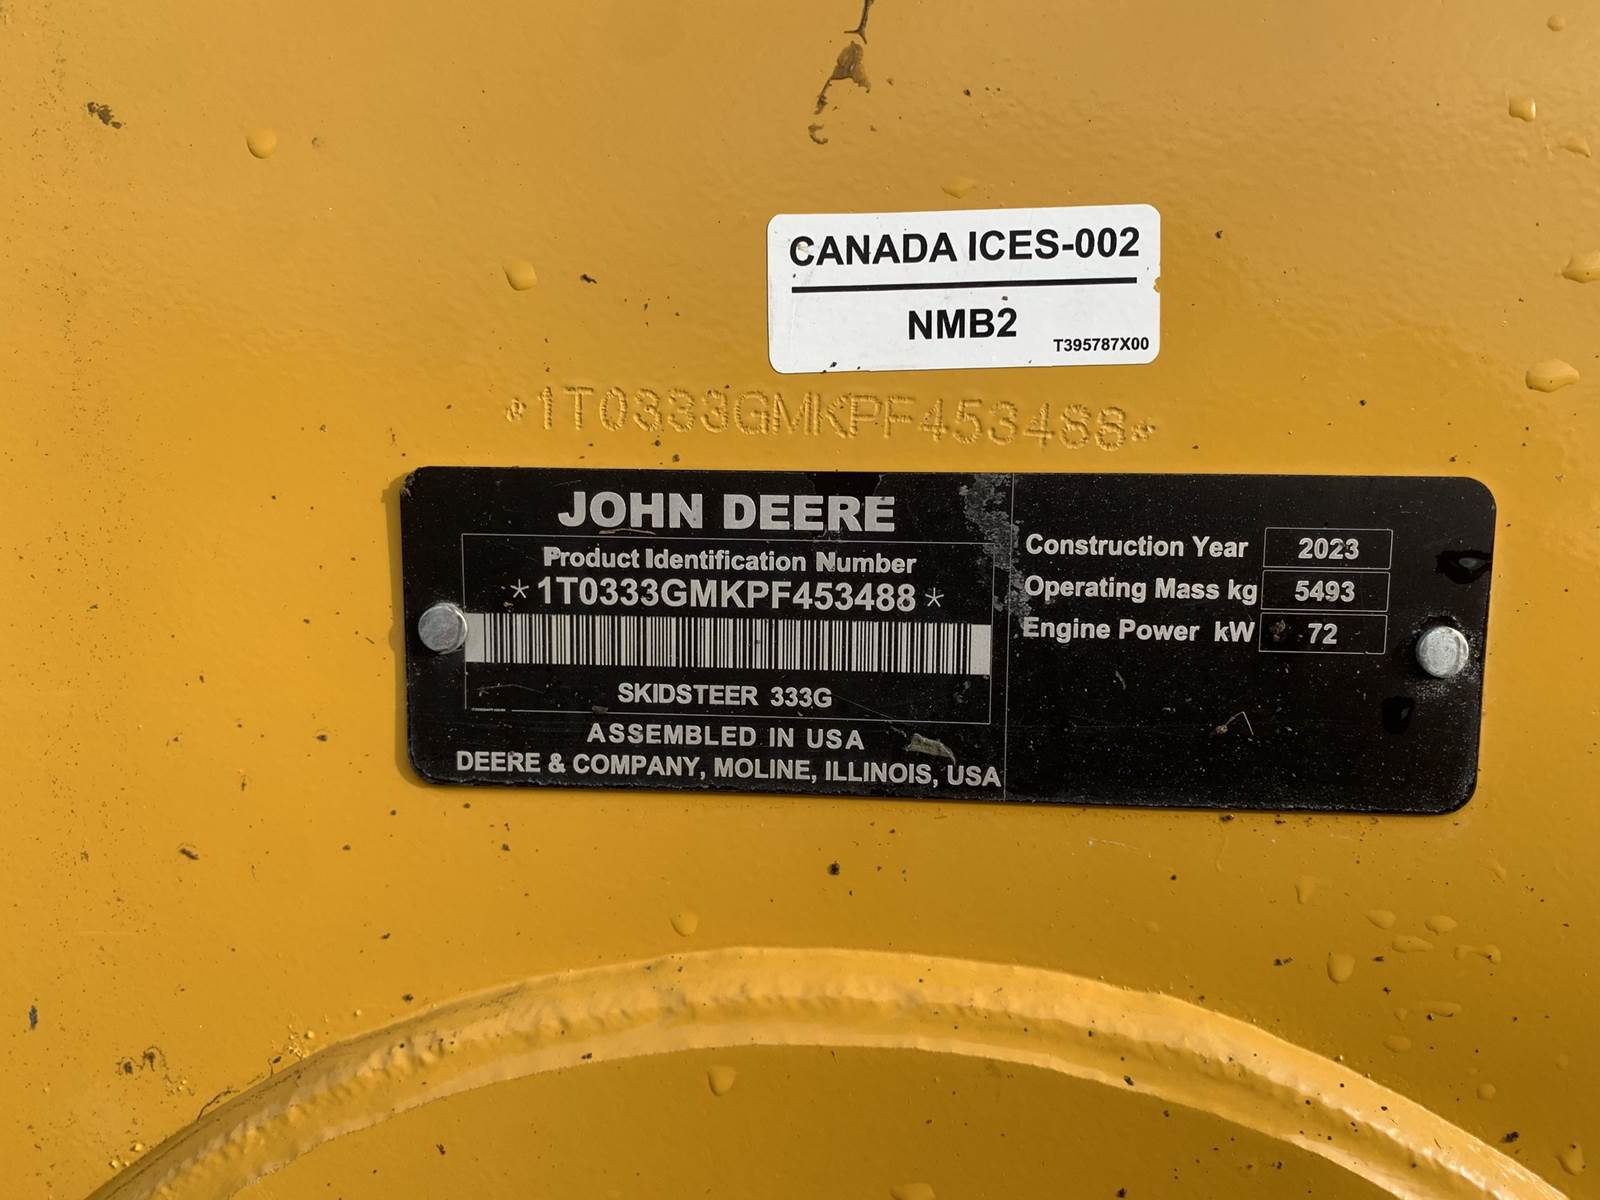 CANADA ICES-002
NMB2
T395787X00
*1T0333GMKPF453488*
JOHN DEERE
Product Identification Number
*1T0333GMKPF453488*
SKIDSTEER 333G
ASSEMBLED IN USA
DEERE & COMPANY, MOLINE, ILLINOIS, USA
Construction Year 2023
Operating Mass kg 5493
Engine Power kW 72